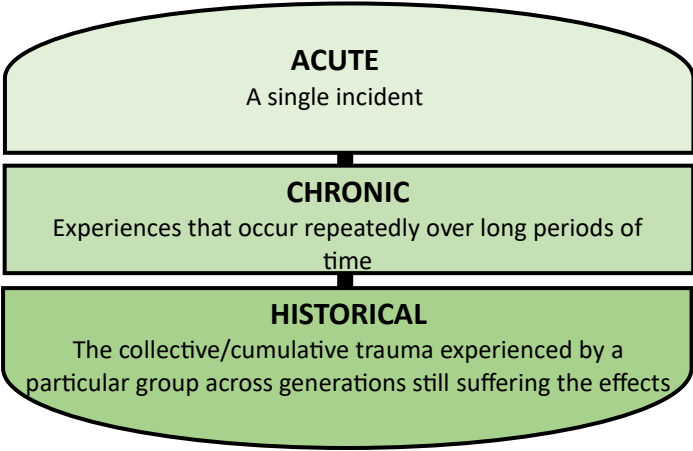 ACUTE
A single incident
CHRONIC
Experiences that occur repeatedly over long periods of
time
HISTORICAL
The collective/cumulative trauma experienced by a
particular group across generations still suffering the effects